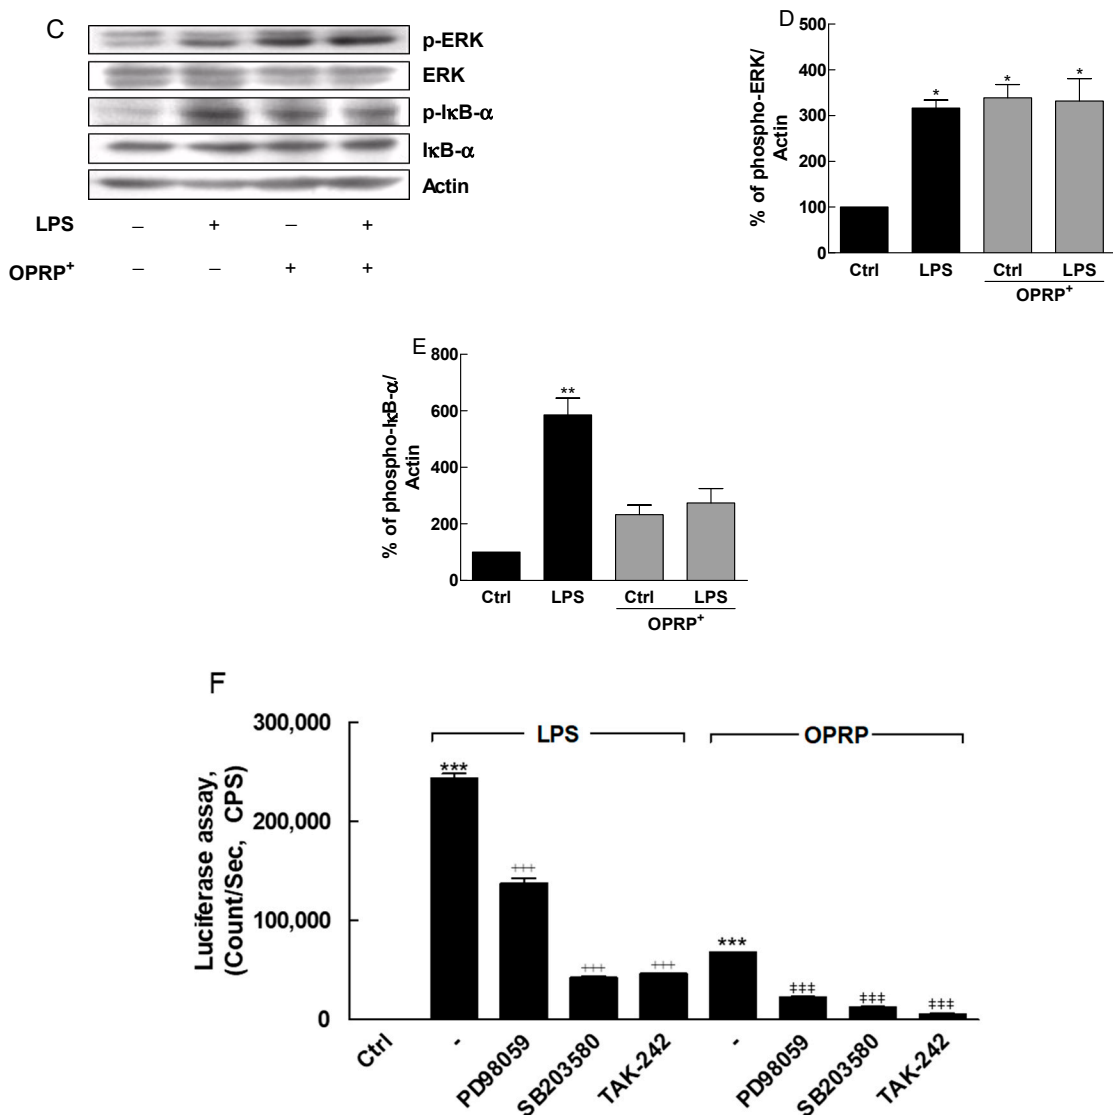 C
p-ERK
ERK
p-IκB-α
IκB-α
Actin
LPS – + – +
OPRP+ – – + +
D
% of phospho-ERK/
Actin
500
400
300
200
100
0
* * *
Ctrl LPS Ctrl LPS
OPRP+
E
% of phospho-IκB-α/
Actin
800
600
400
200
0
**
Ctrl LPS Ctrl LPS
OPRP+
F
Luciferase assay,
(Count/Sec, CPS)
300,000
200,000
100,000
0
LPS OPRP
*** +++ +++ +++ *** ‡‡‡ ‡‡‡ ‡‡‡
Ctrl - PD98059 SB203580 TAK-242 - PD98059 SB203580 TAK-242